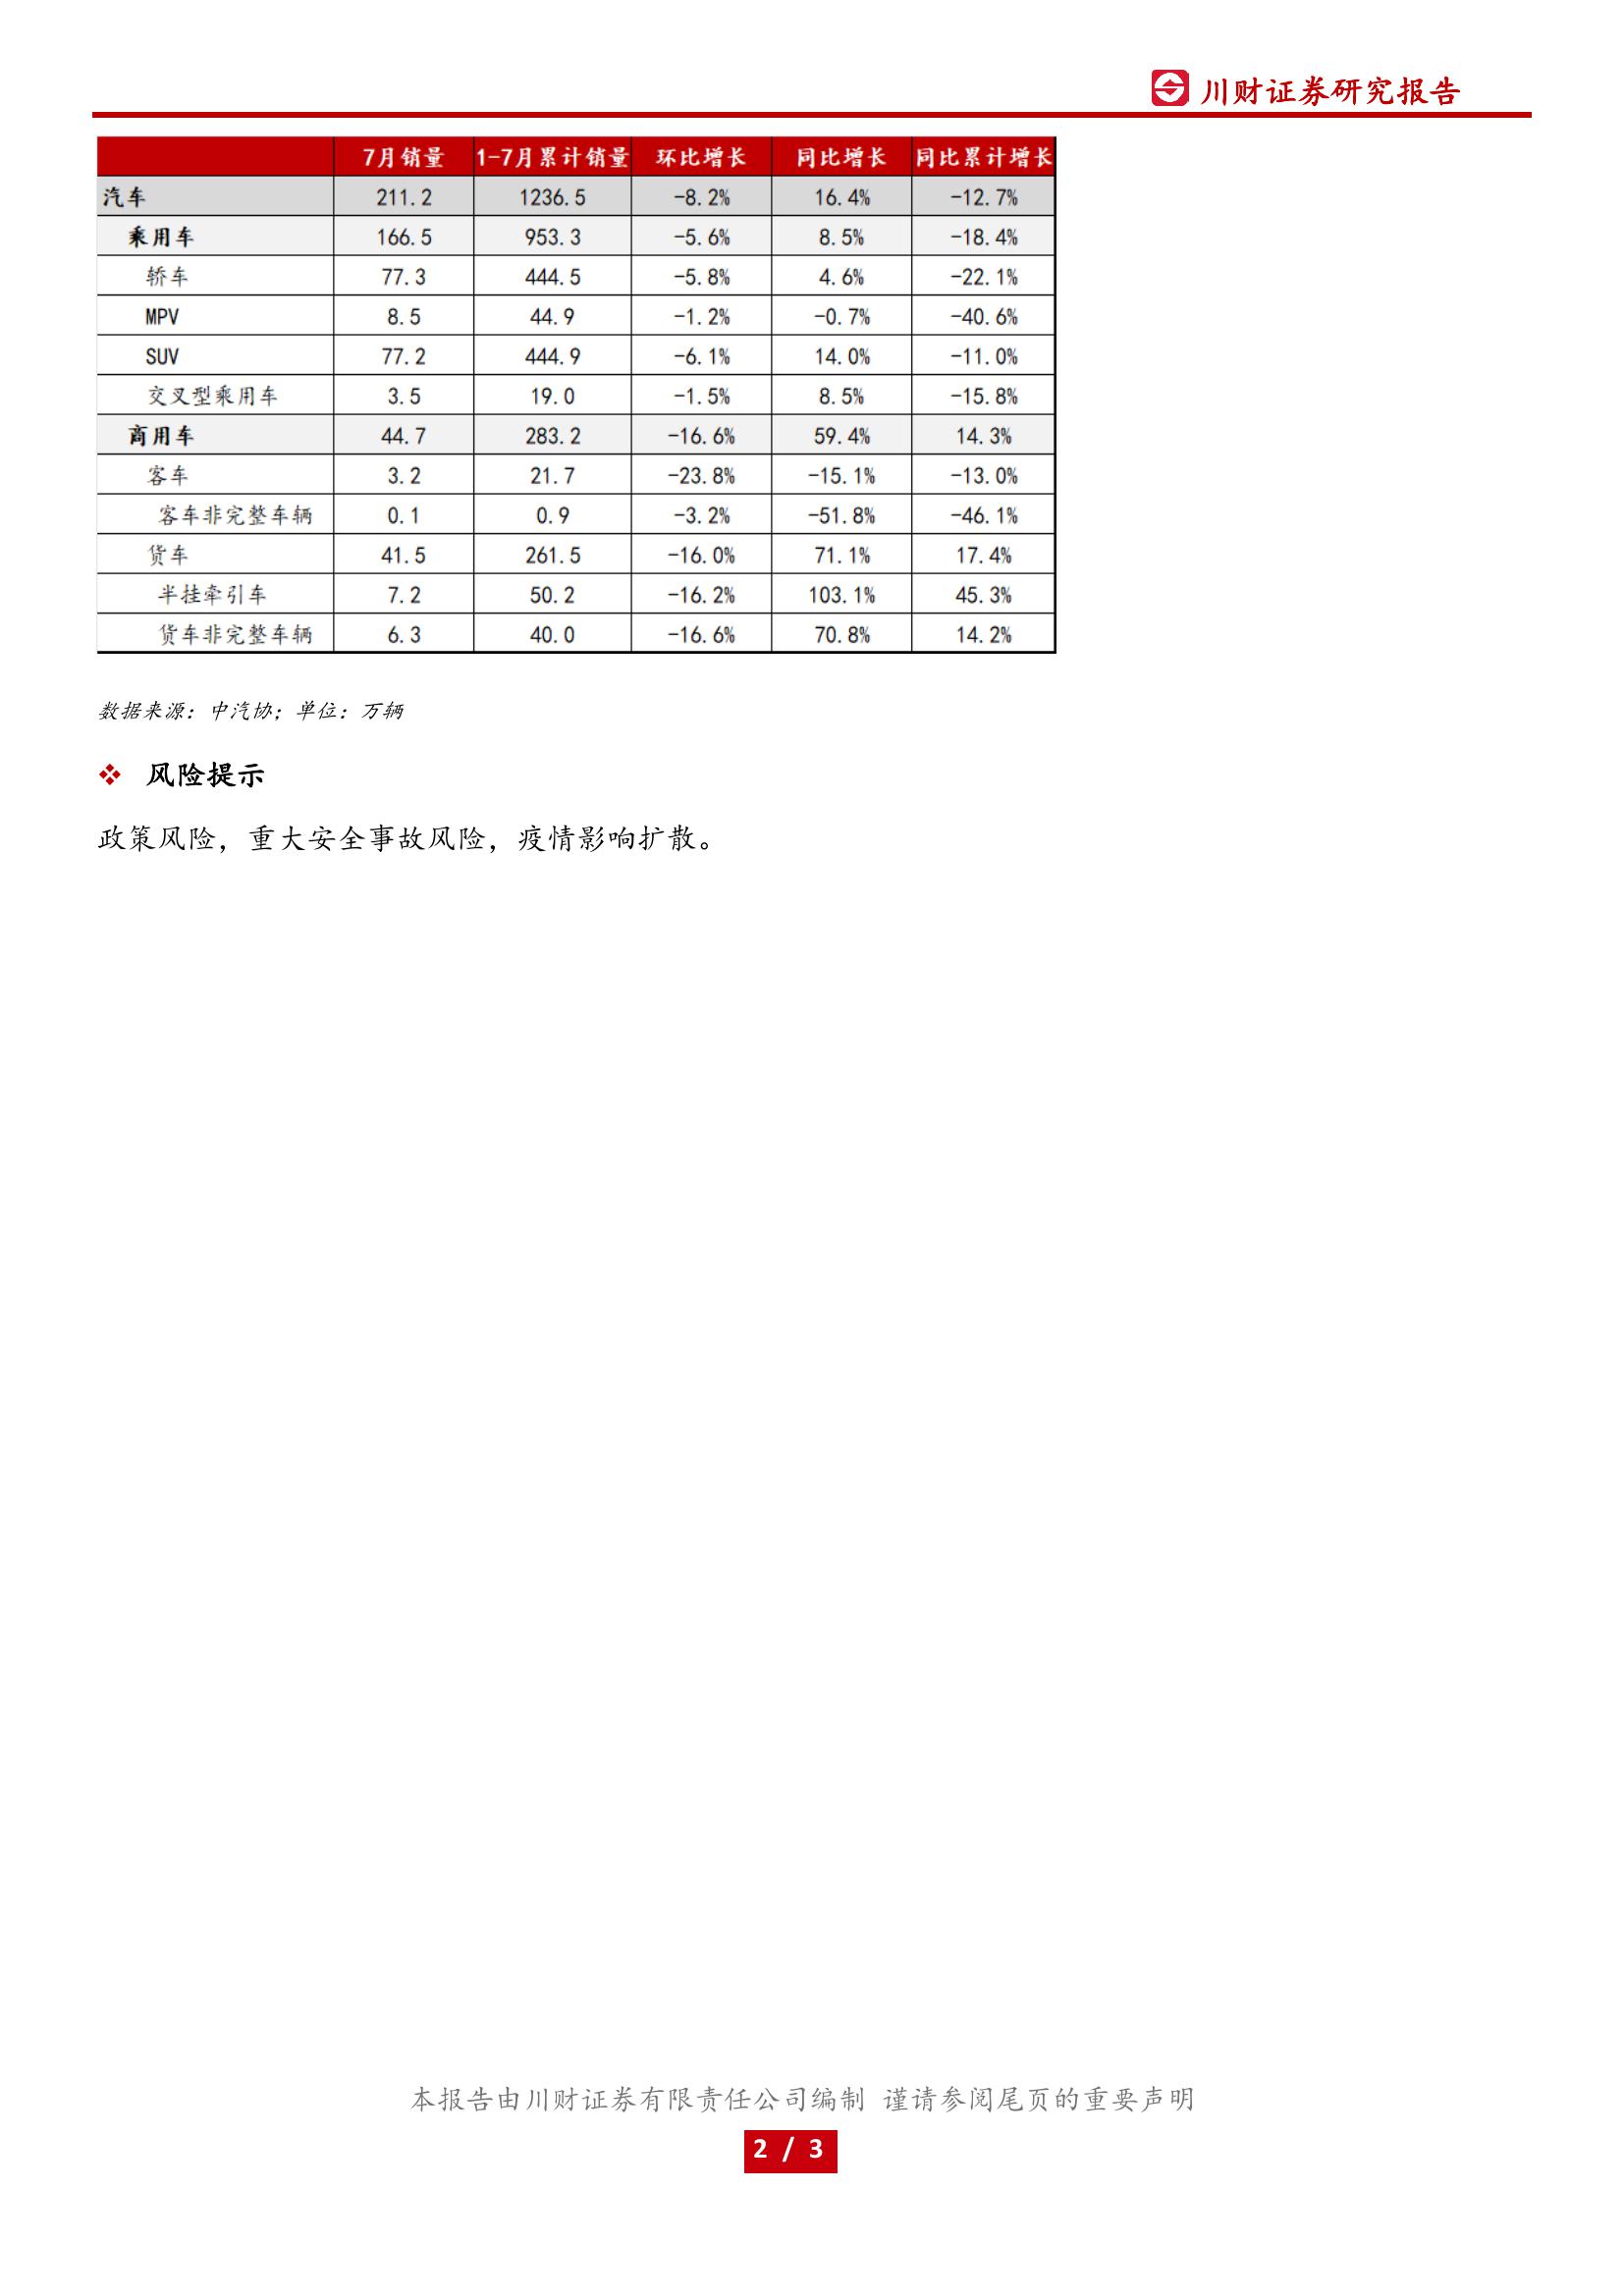 川财证券研究报告
7月销量 1-7月累计销量 环比增长 同比增长 同比累计增长
汽车 211.2 1236.5 -8.2% 16.4% -12.7%
乘用车 166.5 953.3 -5.6% 8.5% -18.4%
轿车 77.3 444.5 -5.8% 4.6% -22.1%
MPV 8.5 44.9 -1.2% -0.7% -40.6%
SUV 77.2 444.9 -6.1% 14.0% -11.0%
交叉型乘用车 3.5 19.0 -1.5% 8.5% -15.8%
商用车 44.7 283.2 -16.6% 59.4% 14.3%
客车 3.2 21.7 -23.8% -15.1% -13.0%
客车非完整车辆 0.1 0.9 -3.2% -51.8% -46.1%
货车 41.5 261.5 -16.0% 71.1% 17.4%
半挂牵引车 7.2 50.2 -16.2% 103.1% 45.3%
货车非完整车辆 6.3 40.0 -16.6% 70.8% 14.2%
数据来源：中汽协；单位：万辆
风险提示
政策风险，重大安全事故风险，疫情影响扩散。
本报告由川财证券有限责任公司编制 谨请参阅尾页的重要声明
2 / 3